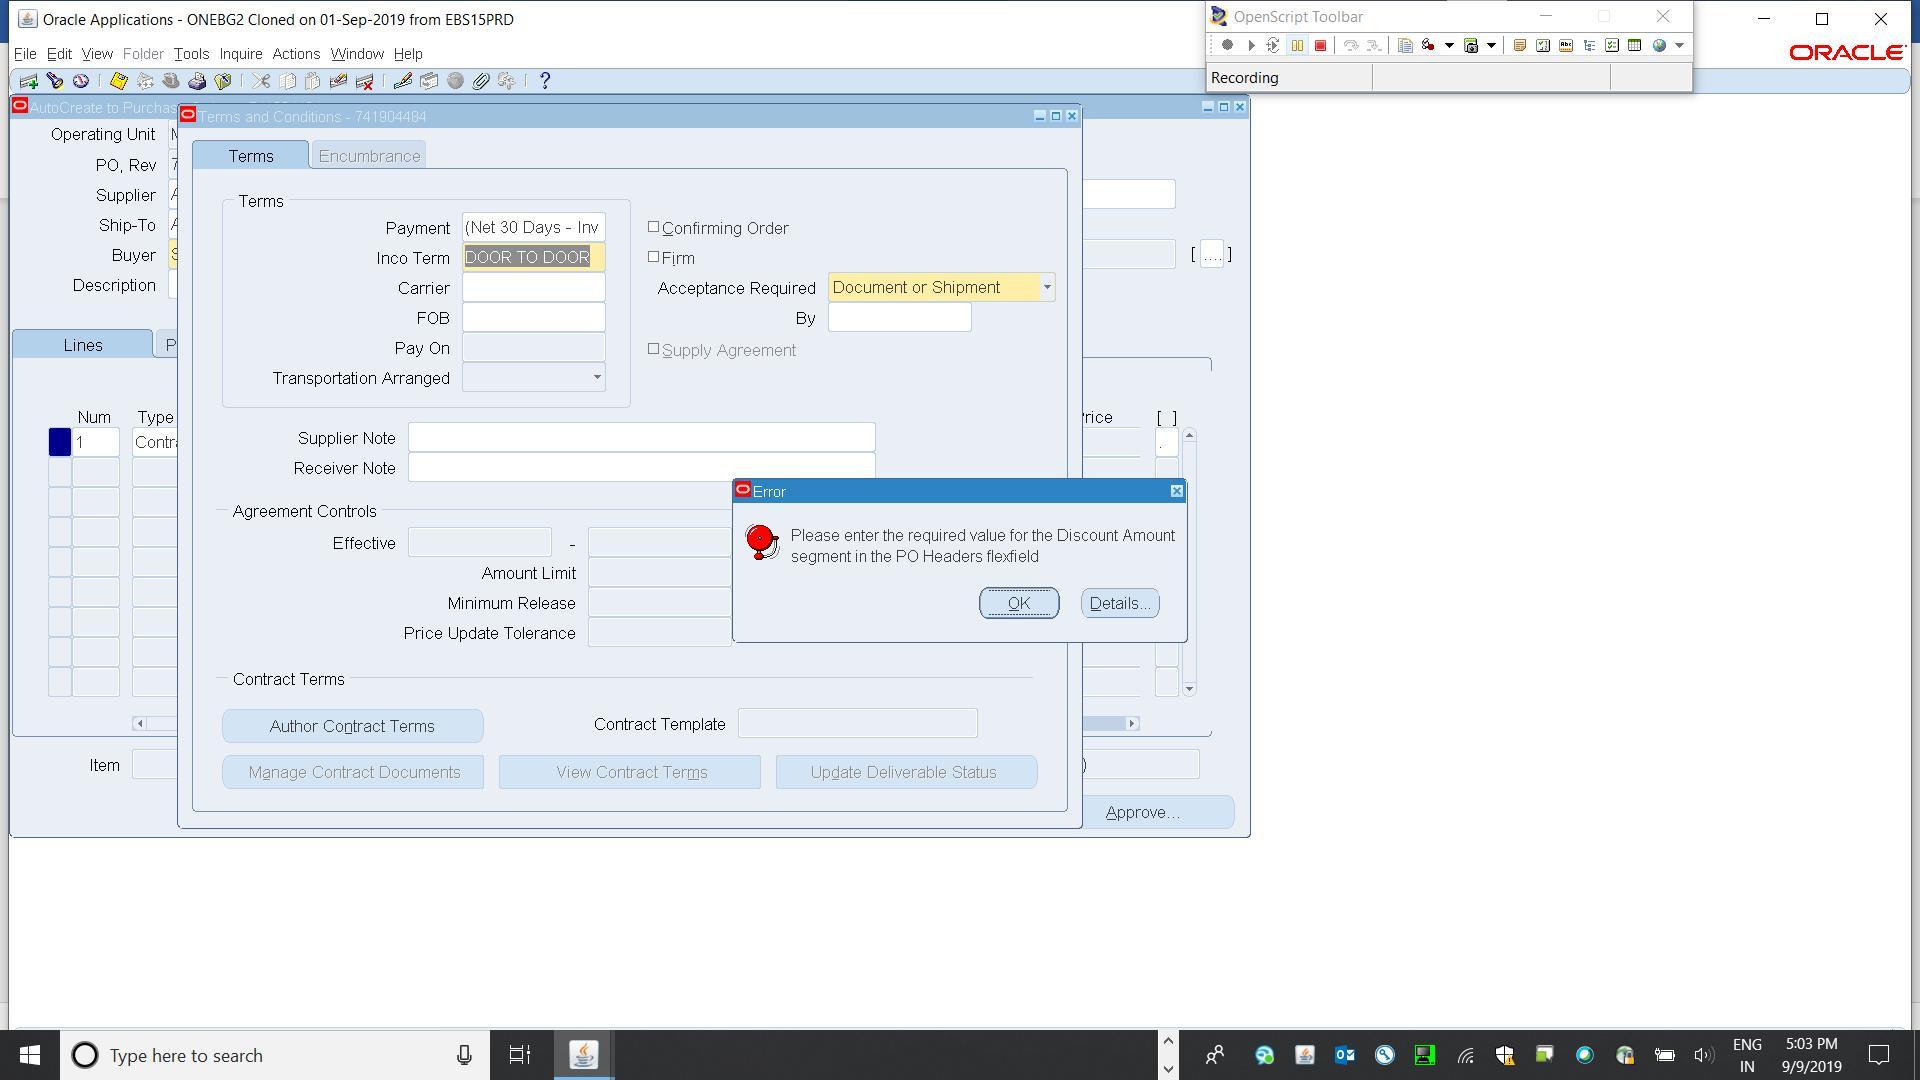 Oracle Applications - ONEBG2 Cloned on 01-Sep-2019 from EBS15PRD
OpenScript Toolbar
File Edit View Folder Tools Inquire Actions Window Help
ORACLE
Recording
AutoCreate to Purchas
Terms and Conditions - 741904484
Operating Unit
PO, Rev 7
Supplier A
Ship-To A
Buyer S
Description
Terms Encumbrance
Terms
Payment (Net 30 Days - Inv
Confirming Order
Inco Term DOOR TO DOOR
Firm
[ .... ]
Carrier
Acceptance Required Document or Shipment
FOB
By
Pay On
Supply Agreement
Transportation Arranged
Lines P
Num Type
rice [ ]
1 Contra
Supplier Note
Receiver Note
Error
Please enter the required value for the Discount Amount
segment in the PO Headers flexfield
OK Details...
Agreement Controls
Effective -
Amount Limit
Minimum Release
Price Update Tolerance
Contract Terms
Author Contract Terms
Contract Template
Manage Contract Documents View Contract Terms Update Deliverable Status
Item
)
Approve...
Type here to search
ENG
IN
5:03 PM
9/9/2019